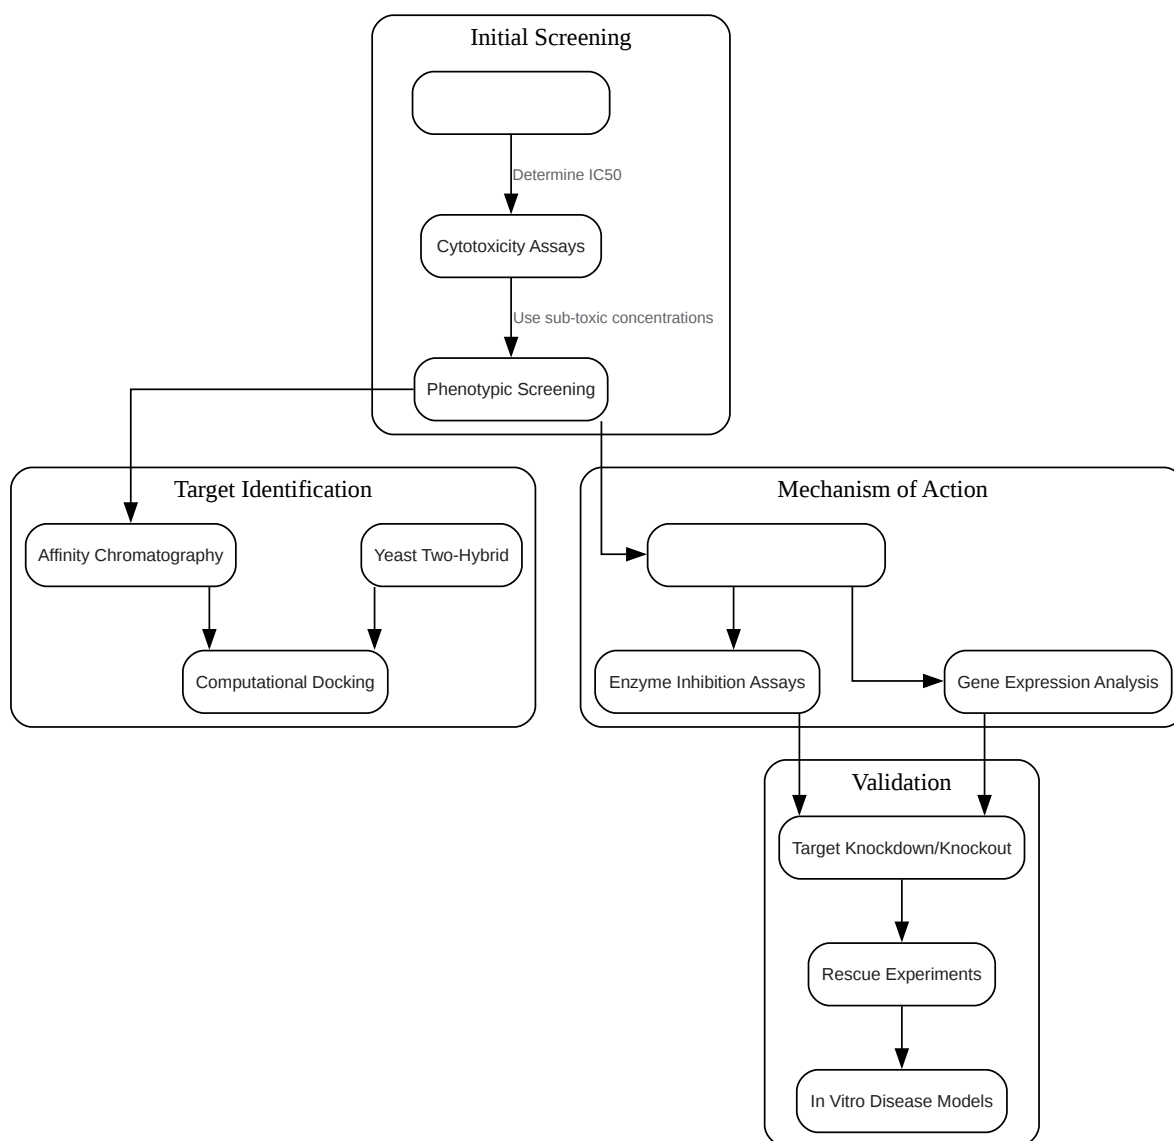 Initial Screening
Determine IC50
Cytotoxicity Assays
Use sub-toxic concentrations
Phenotypic Screening
Target Identification
Mechanism of Action
Affinity Chromatography
Yeast Two-Hybrid
Computational Docking
Enzyme Inhibition Assays
Gene Expression Analysis
Validation
Target Knockdown/Knockout
Rescue Experiments
In Vitro Disease Models